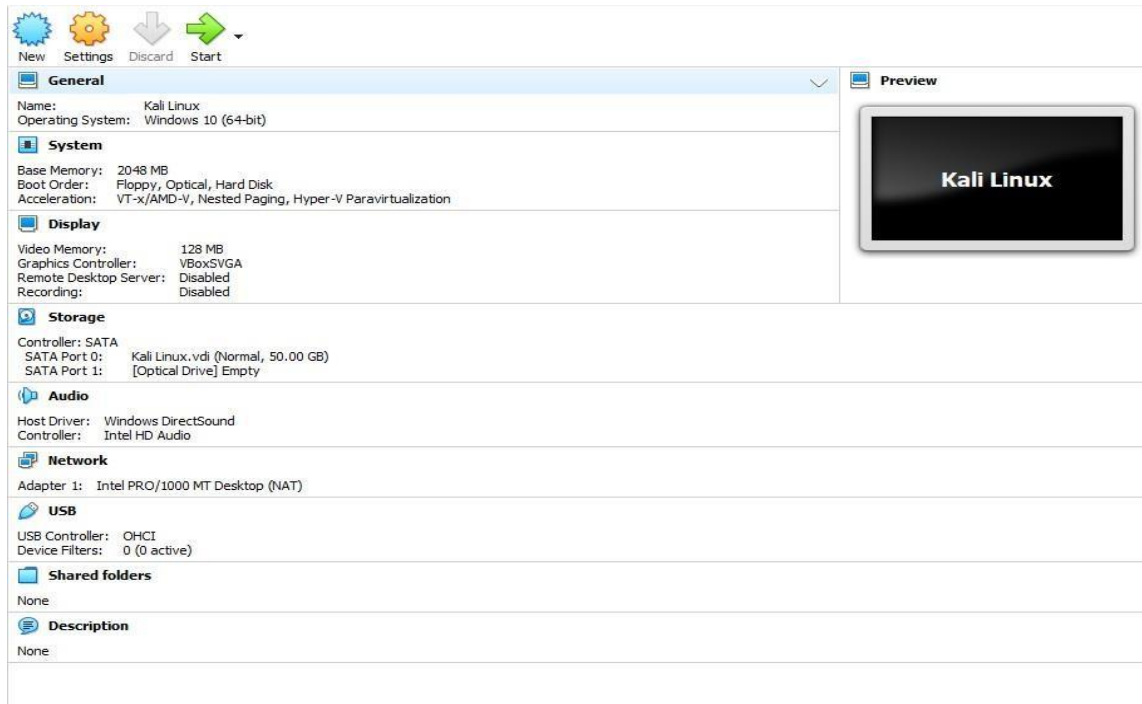 New Settings Discard Start
General
Name: Kali Linux
Operating System: Windows 10 (64-bit)
System
Base Memory: 2048 MB
Boot Order: Floppy, Optical, Hard Disk
Acceleration: VT-x/AMD-V, Nested Paging, Hyper-V Paravirtualization
Display
Video Memory: 128 MB
Graphics Controller: VBoxSVGA
Remote Desktop Server: Disabled
Recording: Disabled
Preview
Kali Linux
Storage
Controller: SATA
SATA Port 0: Kali Linux.vdi (Normal, 50.00 GB)
SATA Port 1: [Optical Drive] Empty
Audio
Host Driver: Windows DirectSound
Controller: Intel HD Audio
Network
Adapter 1: Intel PRO/1000 MT Desktop (NAT)
USB
USB Controller: OHCI
Device Filters: 0 (0 active)
Shared folders
None
Description
None